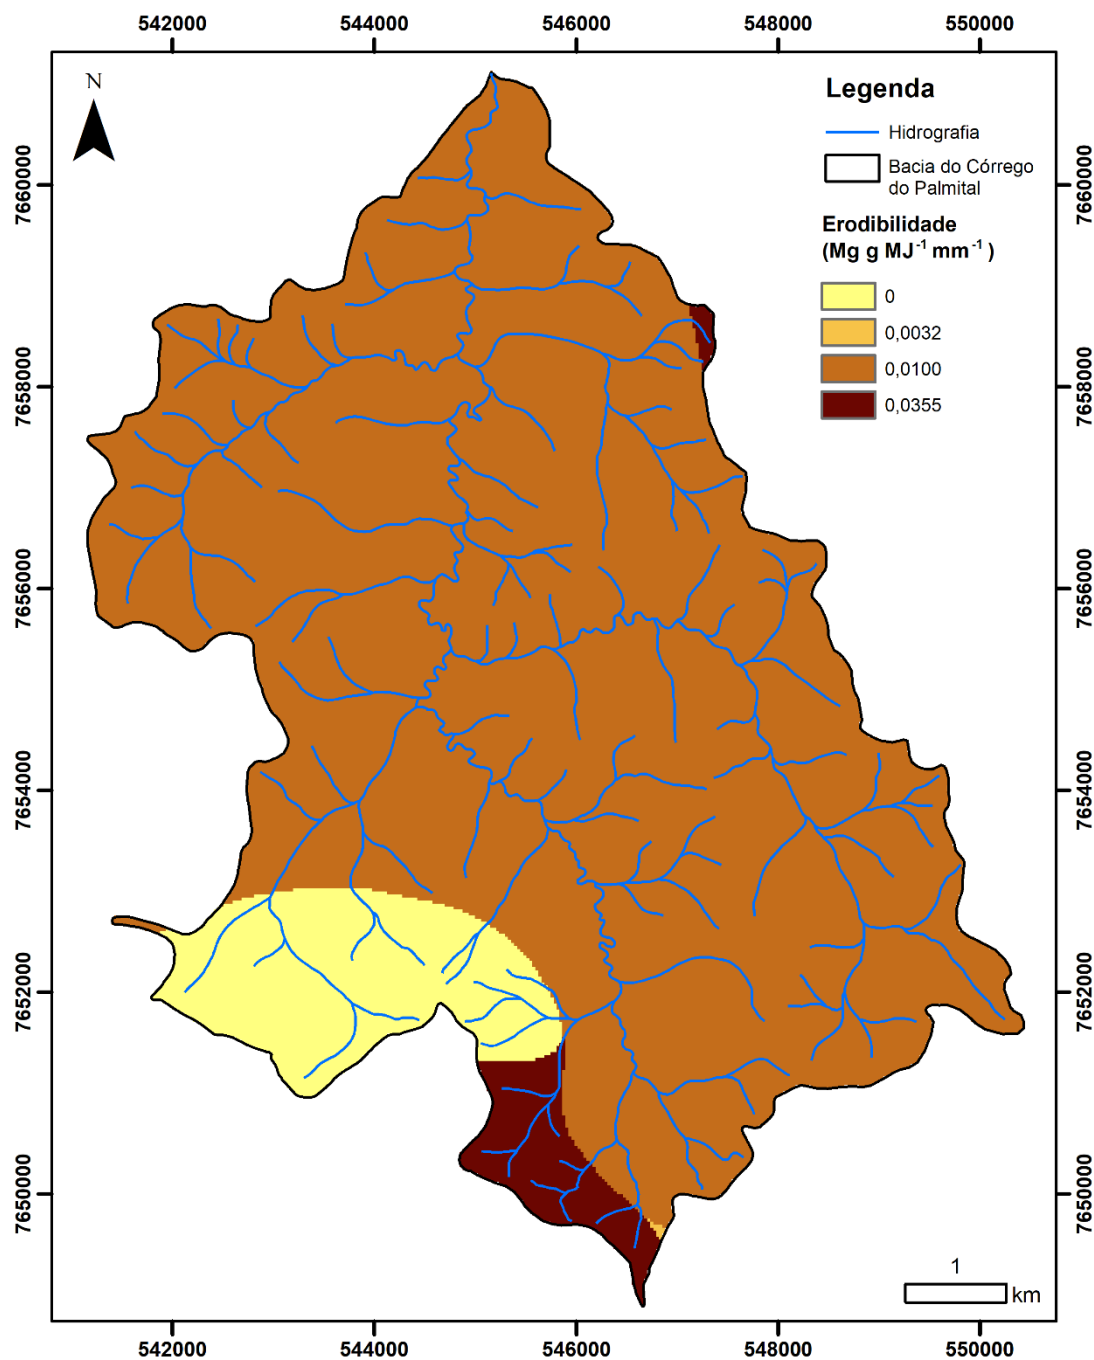 542000 544000 546000 548000 550000
N
Legenda
Hidrografia
Bacia do Córrego
do Palmital
Erodibilidade
(Mg g MJ⁻¹ mm⁻¹ )
0
0,0032
0,0100
0,0355
7660000 7660000
7658000 7658000
7656000 7656000
7654000 7654000
7652000 7652000
7650000 7650000
1
km
542000 544000 546000 548000 550000